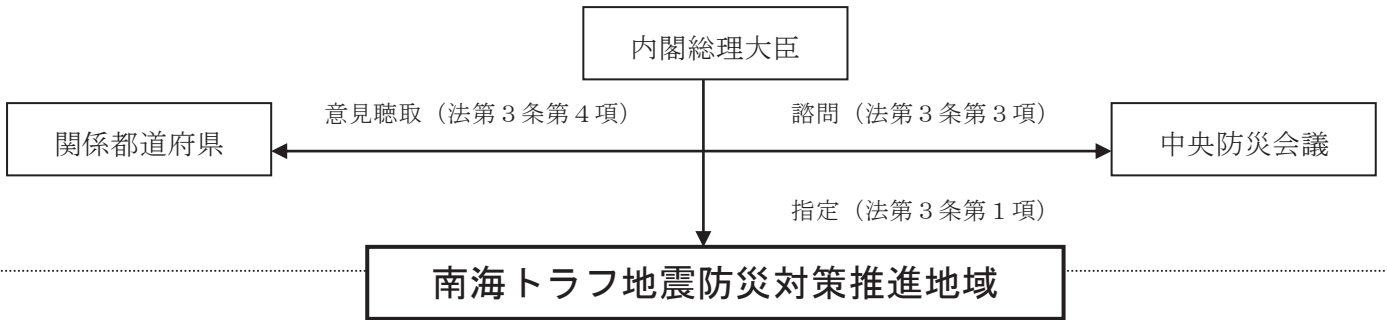 内閣総理大臣
意見聴取（法第３条第４項）
諮問（法第３条第３項）
関係都道府県
中央防災会議
指定（法第３条第１項）
南海トラフ地震防災対策推進地域